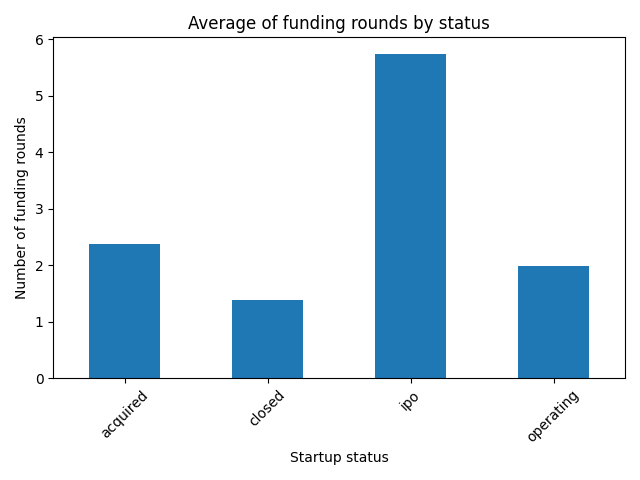 Average of funding rounds by status
Number of funding rounds
6
5
4
3
2
1
0
acquired
closed
ipo
operating
Startup status